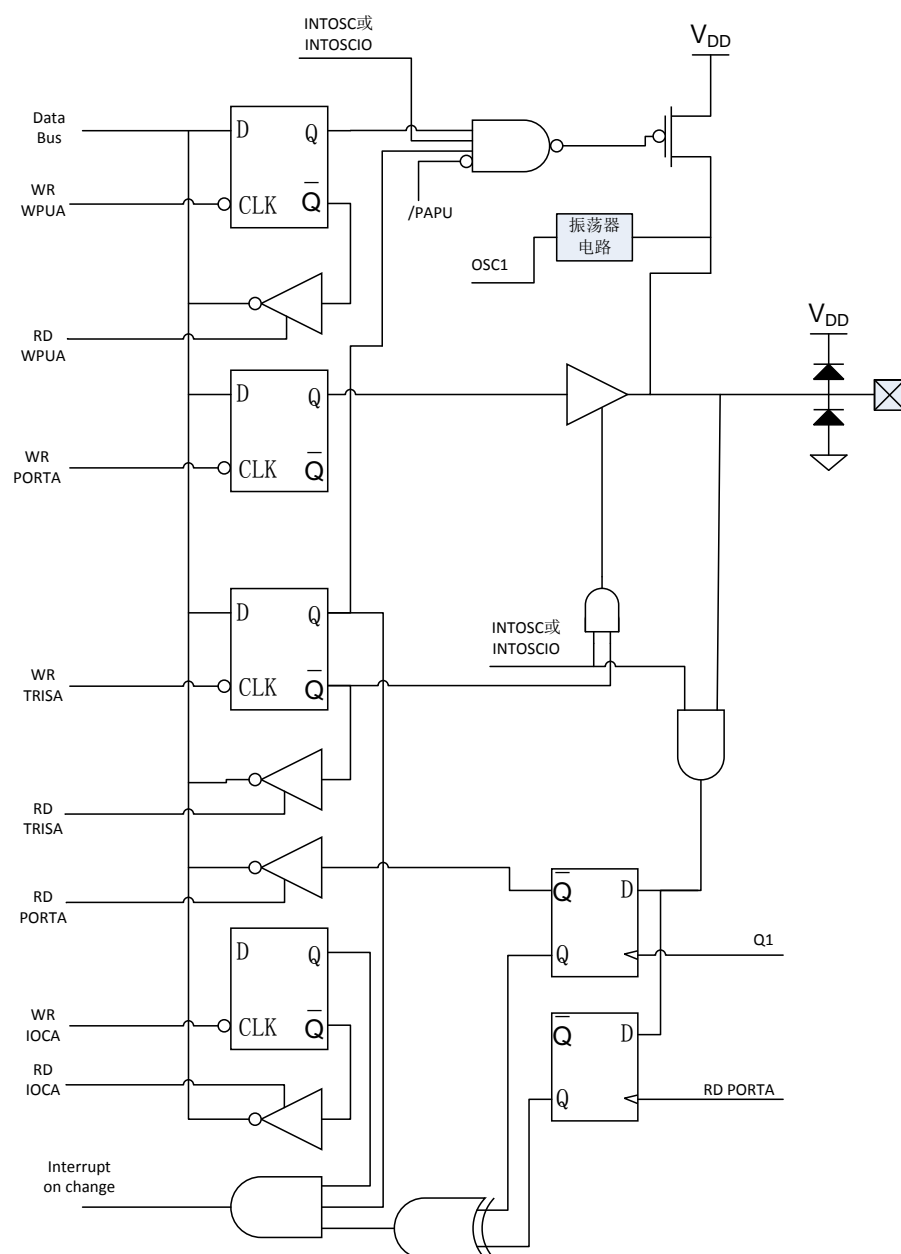 INTOSC或
INTOSCIO
VDD
Data
Bus
D
Q
WR
WPUA
CLK
Q
/PAPU
振荡器
电路
OSC1
RD
WPUA
VDD
D
Q
WR
PORTA
CLK
Q
D
Q
INTOSC或
INTOSCIO
WR
TRISA
CLK
Q
RD
TRISA
RD
PORTA
Q
D
Q
Q1
D
Q
WR
IOCA
CLK
Q
Q
D
RD
IOCA
Q
RD PORTA
Interrupt
on change